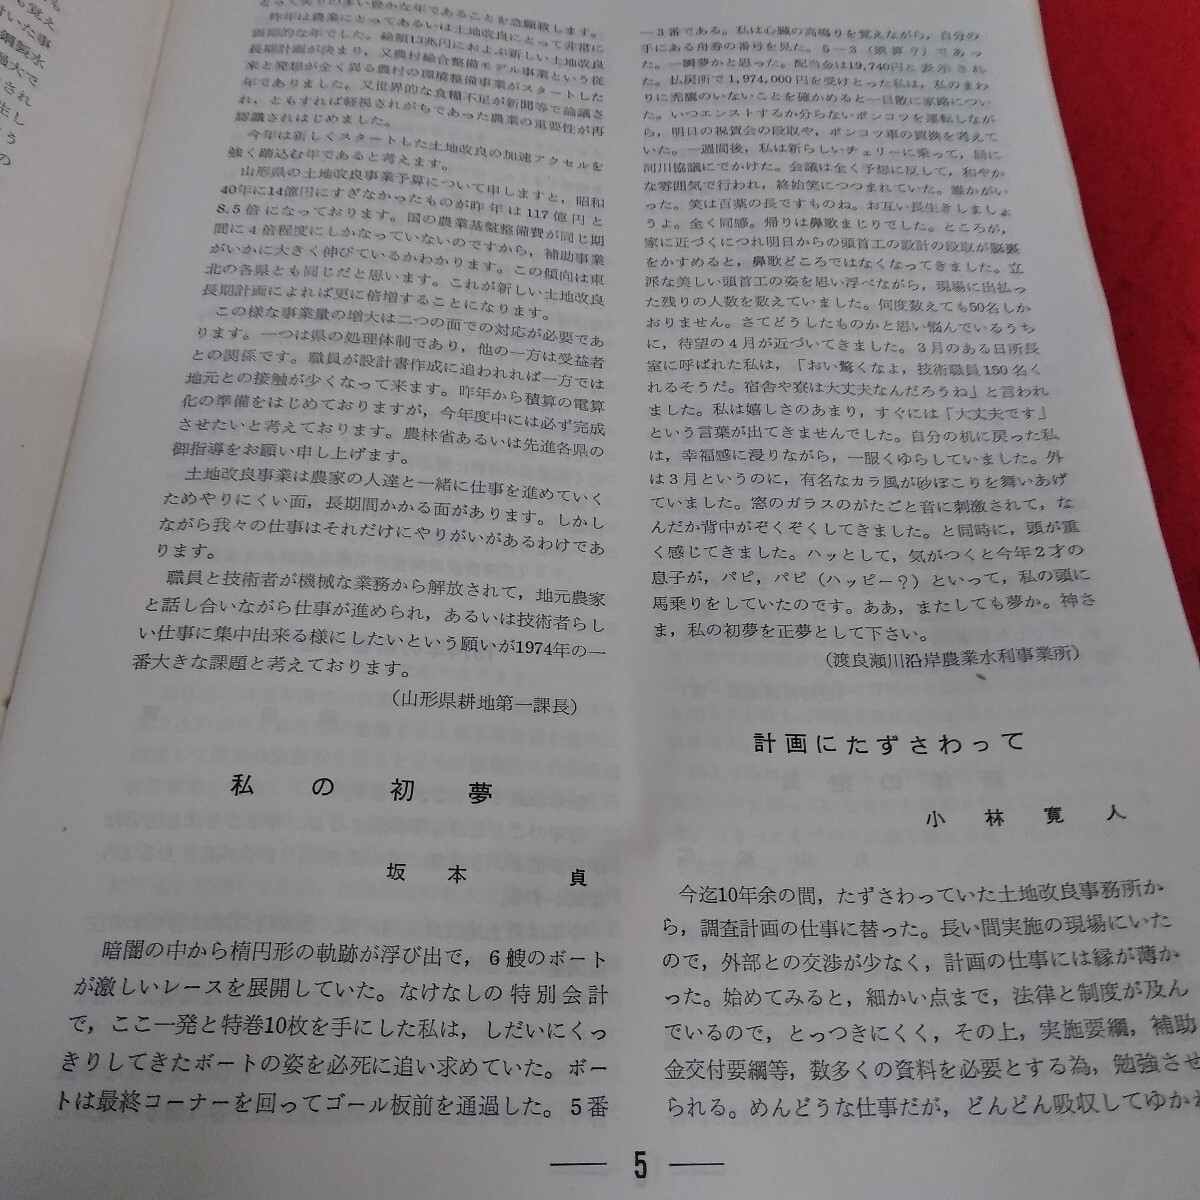 とって実りの多い豊かな年であることを念願致します。
昨年は農業にとってあるいは土地改良にとって非常に
画期的な年でした。総額13兆円におよぶ新しい土地改良
長期計画が決まり，又農村総合整備モデル事業という従
来と発想が全く異る農村の環境整備事業がスタートした
年でありました。又世界的な食糧不足が新聞等で論議さ
れ，ともすれば軽視されがちであった農業の重要性が再
認識されはじめました。
今年は新しくスタートした土地改良の加速アクセルを
強く踏込む年であると考えます。
山形県の土地改良事業予算について申しますと，昭和
40年に14億円にすぎなかったものが昨年は117億円と
8.5倍になっております。国の農業基盤整備費が同じ期
間に4倍程度にしかなっていないのですから，補助事業
がいかに大きく伸びているかわかります。この傾向は東
北の各県とも同じだと思います。これが新しい土地改良
長期計画によれば更に倍増することになります。
この様な事業量の増大は二つの面での対応が必要であ
ります。一つは県の処理体制であり，他の一方は受益者
との関係です。職員が設計書作成に追われれば一方では
地元との接触が少くなって来ます。昨年から積算の電算
化の準備をはじめておりますが，今年度中には必ず完成
させたいと考えております。農林省あるいは先進各県の
御指導をお願い申し上げます。
土地改良事業は農家の人達と一緒に仕事を進めていく
ためやりにくい面，長期間かかる面があります。しかし
ながら我々の仕事はそれだけにやりがいがあるわけであ
ります。
職員と技術者が機械な業務から解放されて，地元農家
と話し合いながら仕事が進められ，あるいは技術者らし
い仕事に集中出来る様にしたいという願いが1974年の一
番大きな課題と考えております。
（山形県耕地第一課長）
私の初夢
坂本 貞
暗闇の中から楕円形の軌跡が浮び出で，6艘のボート
が激しいレースを展開していた。なけなしの特別会計
で，ここ一発と特巻10枚を手にした私は，しだいにくっ
きりしてきたボートの姿を必死に追い求めていた。ボー
トは最終コーナーを回ってゴール板前を通過した。5番
―3番である。私は心臓の高鳴りを覚えながら，自分の
手にある舟券の番号を見た。5－3（誤算？）であっ
た。一瞬夢かと思った。配当金は19,740円と表示され
た。払戻所で1,974,000円を受けとった私は，私のまわ
りに禿鷹のいないことを確かめると一目散に家路につい
た。いつエンストするか分らないポンコツを運転しなが
ら，明日の祝賀会の段取や，ポンコツ車の買換を考えて
いた。一週間後，私は新らしいチェリーに乗って，励に
河川協議にでかけた。会議は全く予想に反して，和やか
な雰囲気で行われ，終始笑につつまれていた。誰かがい
った。笑は百薬の長ですものね。お互い長生きしましょ
うよ。全く同感。帰りは鼻歌まじりでした。ところが，
家に近づくにつれ明日からの頭首工の設計の段取が脳裏
をかすめると，鼻歌どころではなくなってきました。立
派な美しい頭首工の姿を思い浮べながら，現場に出払っ
た残りの人数を数えていました。何度数えても50名しか
おりません。さてどうしたものかと思い悩んでいるうち
に，待望の4月が近づいてきました。3月のある日所長
室に呼ばれた私は，「おい驚くなよ，技術職員150名く
れるそうだ。宿舎や寮は大丈夫なんだろうね」と言われ
ました。私は嬉しさのあまり，すぐには「大丈夫です」
という言葉が出てきませんでした。自分の机に戻った私
は，幸福感に浸りながら，一服くゆらしていました。外
は3月というのに，有名なカラ風が砂ぼこりを舞いあげ
ていました。窓のガラスのがたごと音に刺激されて，な
んだか背中がぞくぞくしてきました。と同時に，頭が重
く感じてきました。ハッとして，気がつくと今年2才の
息子が，パピ，パピ（ハッピー？）といって，私の頭に
馬乗りをしていたのです。ああ，またしても夢か。神さ
ま，私の初夢を正夢として下さい。
（渡良瀬川沿岸農業水利事業所）
計画にたずさわって
小林寛人
今迄10年余の間，たずさわっていた土地改良事務所か
ら，調査計画の仕事に替った。長い間実施の現場にいた
ので，外部との交渉が少なく，計画の仕事には縁が薄か
った。始めてみると，細かい点まで，法律と制度が及ん
でいるので，とっつきにくく，その上，実施要綱，補助
金交付要綱等，数多くの資料を必要とする為，勉強させ
られる。めんどうな仕事だが，どんどん吸収してゆかね
― 5 ―